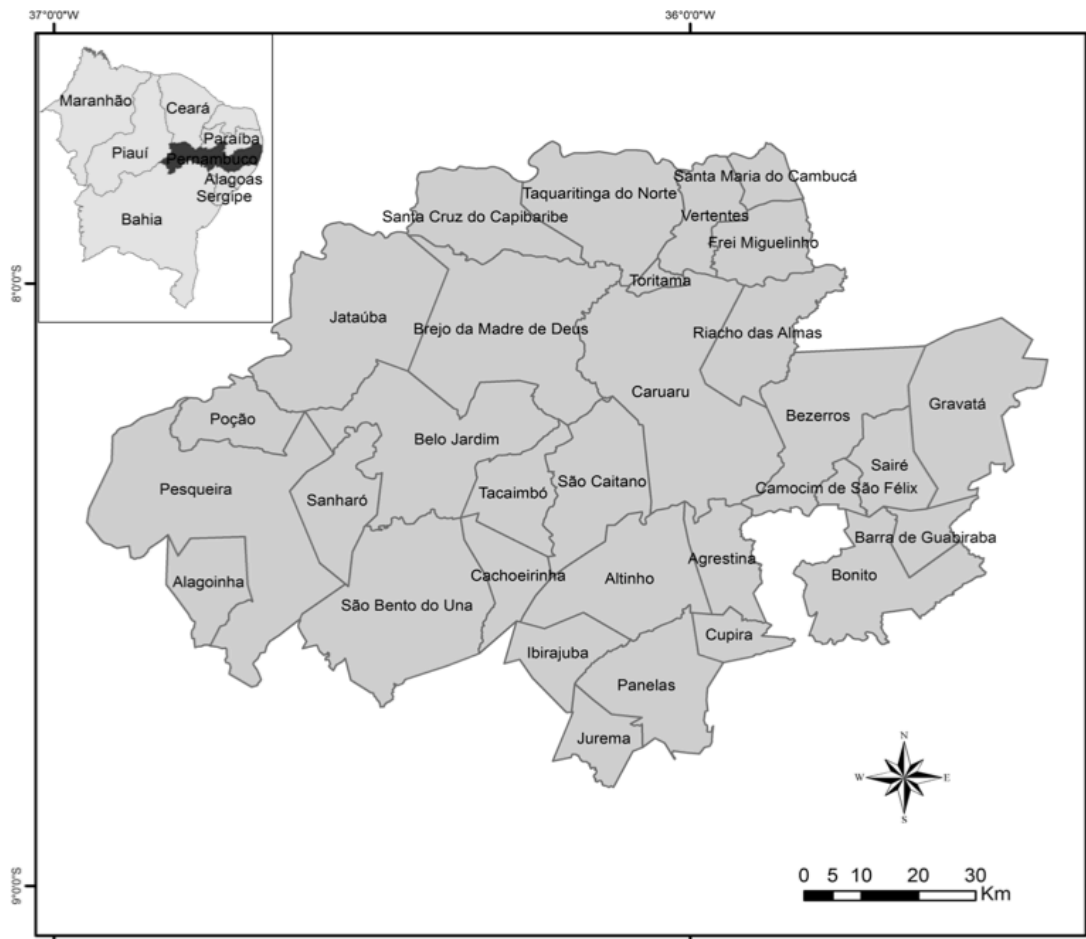 37°0'0"W
36°0'0"W
Maranhão
Ceará
Paraíba
Piauí
Pernambuco
Alagoas
Sergipe
Bahia
8°0'0"S
9°0'0"S
Santa Maria do Cambucá
Taquaritinga do Norte
Santa Cruz do Capibaribe
Vertentes
Frei Miguelinho
Toritama
Jataúba
Brejo da Madre de Deus
Riacho das Almas
Caruaru
Gravatá
Bezerros
Poção
Belo Jardim
Sairé
São Caitano
Pesqueira
Sanharó
Tacaimbó
Camocim de São Félix
Barra de Guabiraba
Agrestina
Bonito
Alagoinha
Cachoeirinha
Altinho
São Bento do Una
Cupira
Ibirajuba
Panelas
Jurema
N
W
E
S
0 5 10 20 30
Km